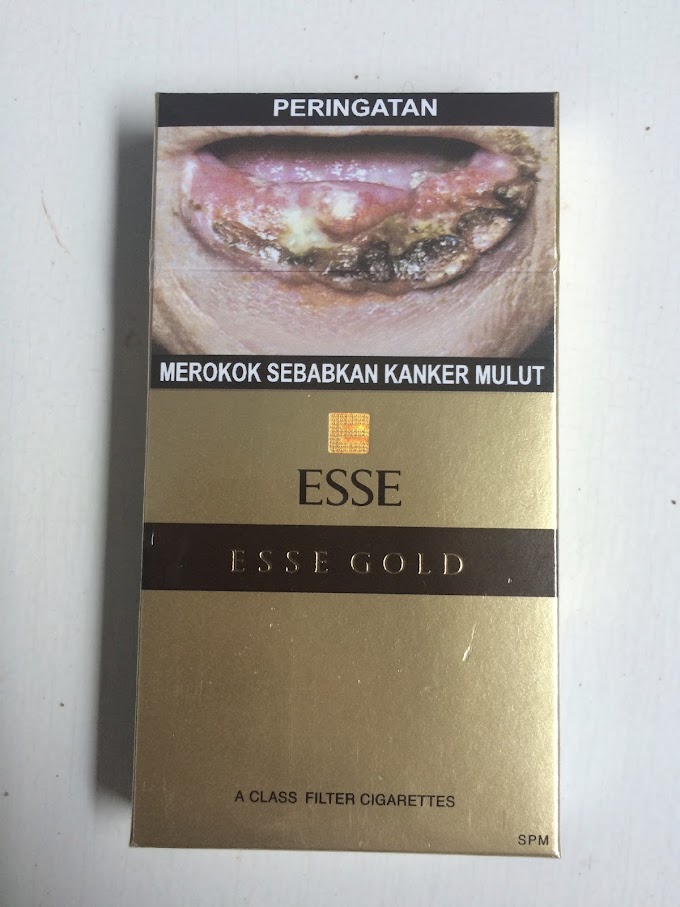 PERINGATAN
MEROKOK SEBABKAN KANKER MULUT
ESSE
ESSE GOLD
A CLASS FILTER CIGARETTES
SPM